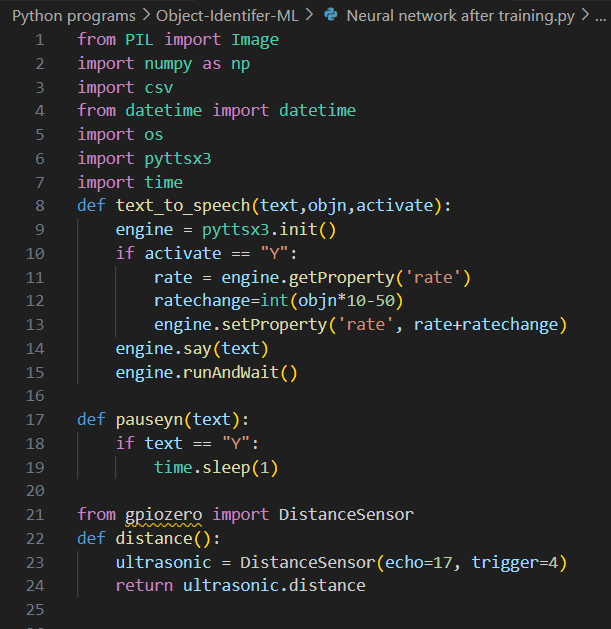 Python programs > Object-Identifer-ML > Neural network after training.py > ...
1 from PIL import Image
2 import numpy as np
3 import csv
4 from datetime import datetime
5 import os
6 import pyttsx3
7 import time
8 def text_to_speech(text,objn,activate):
9     engine = pyttsx3.init()
10     if activate == "Y":
11         rate = engine.getProperty('rate')
12         ratechange=int(objn*10-50)
13         engine.setProperty('rate', rate+ratechange)
14     engine.say(text)
15     engine.runAndWait()
16
17 def pauseyn(text):
18     if text == "Y":
19         time.sleep(1)
20
21 from gpiozero import DistanceSensor
22 def distance():
23     ultrasonic = DistanceSensor(echo=17, trigger=4)
24     return ultrasonic.distance
25